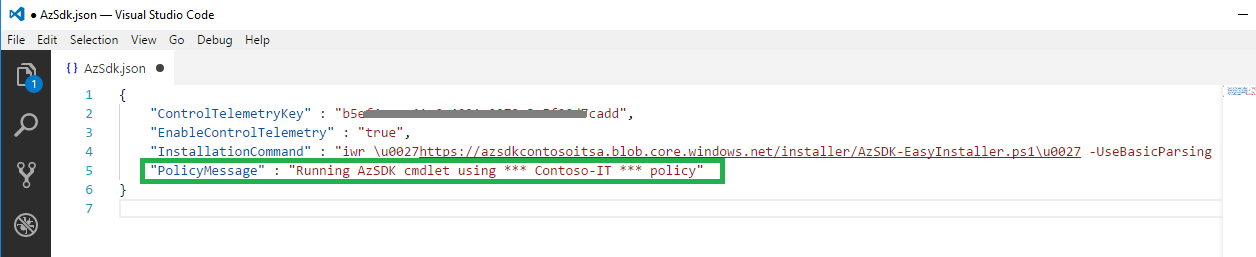 ● AzSdk.json — Visual Studio Code
File Edit Selection View Go Debug Help
1
{} AzSdk.json ●
1 {
2 "ControlTelemetryKey" : "b5e cadd",
3 "EnableControlTelemetry" : "true",
4 "InstallationCommand" : "iwr \u0027https://azsdkcontosoitsa.blob.core.windows.net/installer/AzSDK-EasyInstaller.ps1\u0027 -UseBasicParsing
5 "PolicyMessage" : "Running AzSDK cmdlet using *** Contoso-IT *** policy"
6 }
7